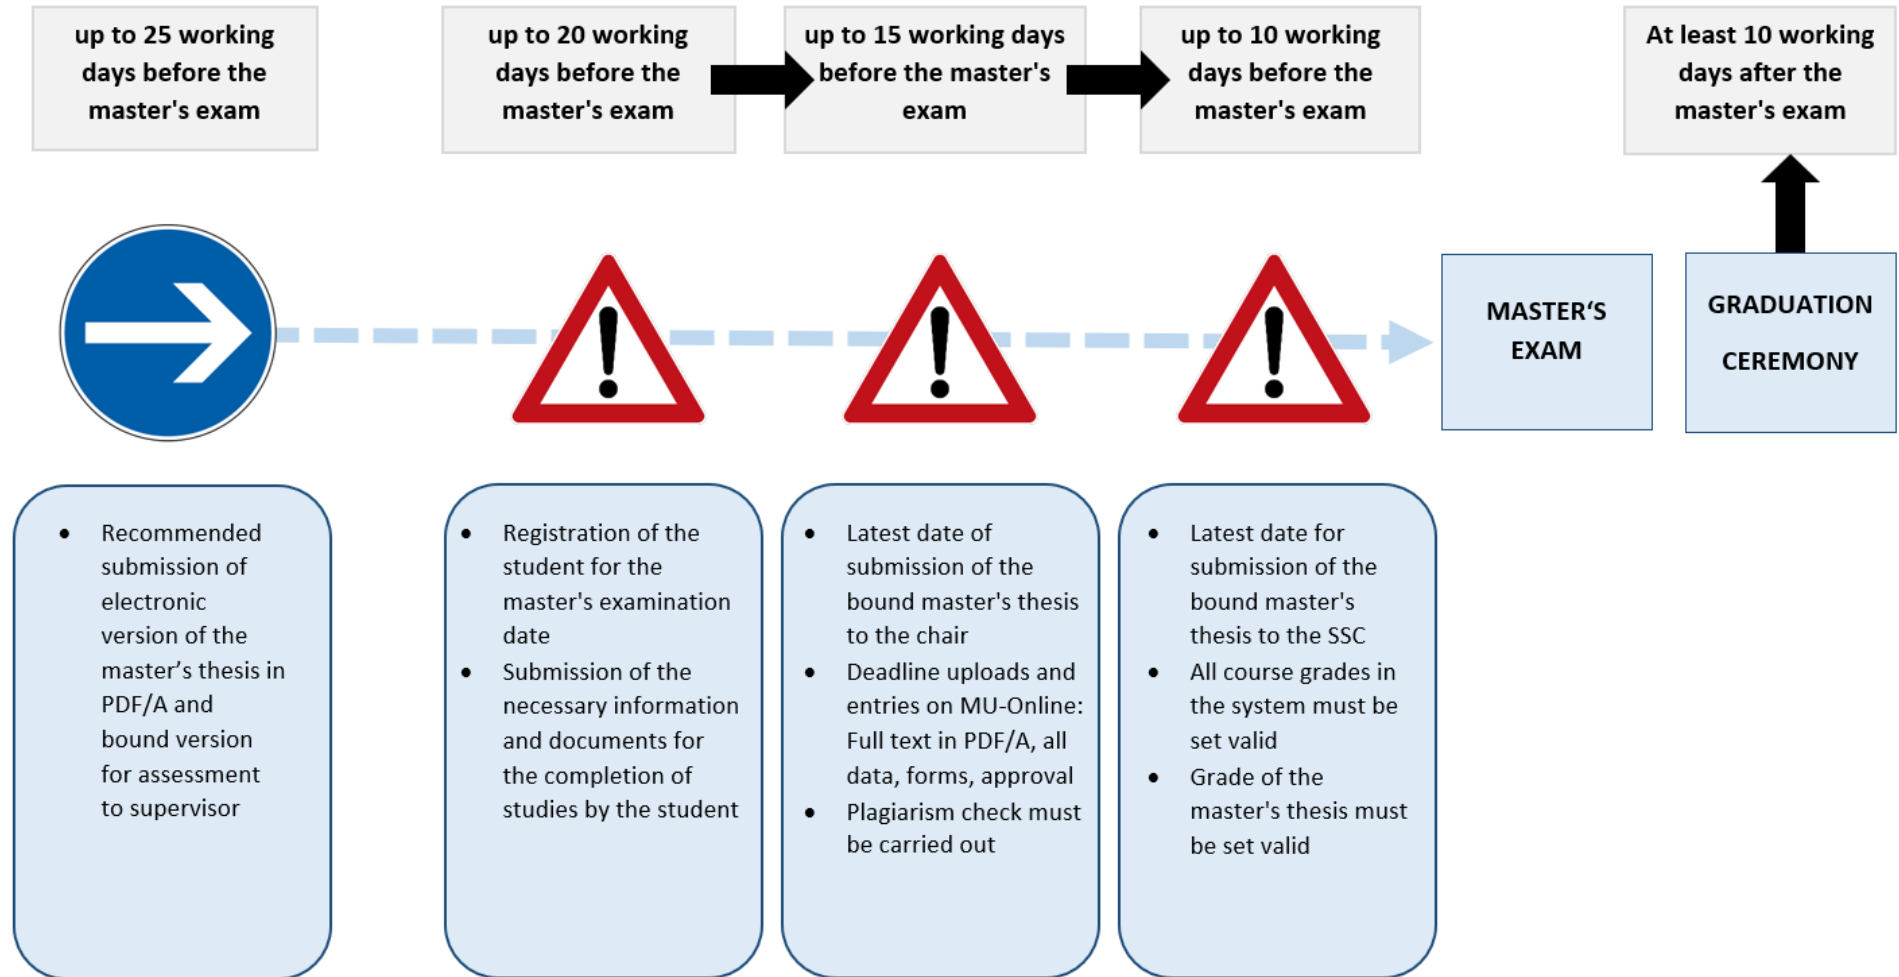 up to 25 working
days before the
master's exam
up to 20 working
days before the
master's exam
up to 15 working days
before the master's
exam
up to 10 working
days before the
master's exam
At least 10 working
days after the
master's exam
MASTER‘S
EXAM
GRADUATION
CEREMONY
• Recommended
submission of
electronic
version of the
master’s thesis in
PDF/A and
bound version
for assessment
to supervisor
• Registration of the
student for the
master's examination
date
• Submission of the
necessary information
and documents for
the completion of
studies by the student
• Latest date of
submission of the
bound master's thesis
to the chair
• Deadline uploads and
entries on MU-Online:
Full text in PDF/A, all
data, forms, approval
• Plagiarism check must
be carried out
• Latest date for
submission of the
bound master's
thesis to the SSC
• All course grades in
the system must be
set valid
• Grade of the
master's thesis must
be set valid